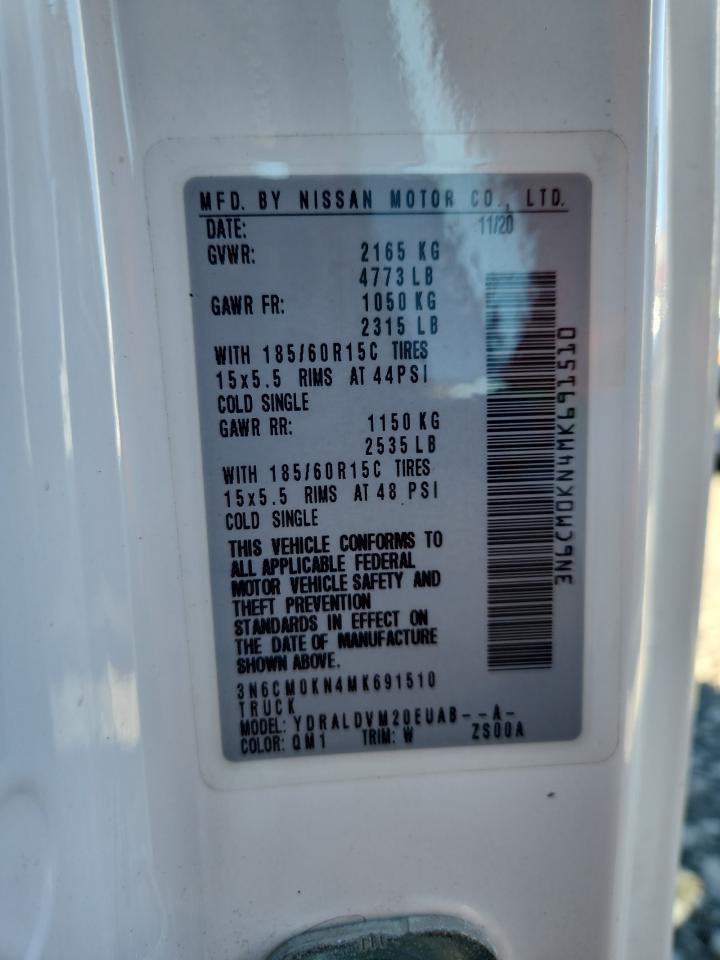 MFD. BY NISSAN MOTOR CO., LTD.
DATE: 11/20
GVWR: 2165 KG
4773 LB
GAWR FR: 1050 KG
2315 LB
WITH 185/60R15C TIRES
15x5.5 RIMS AT 44PSI
COLD SINGLE
GAWR RR: 1150 KG
2535 LB
WITH 185/60R15C TIRES
15x5.5 RIMS AT 48 PSI
COLD SINGLE
THIS VEHICLE CONFORMS TO
ALL APPLICABLE FEDERAL
MOTOR VEHICLE SAFETY AND
THEFT PREVENTION
STANDARDS IN EFFECT ON
THE DATE OF MANUFACTURE
SHOWN ABOVE.
3N6CM0KN4MK691510
TRUCK
MODEL: YDRALDVM20EUAB--A-
COLOR: QM1 TRIM: W ZS00A
3N6CM0KN4MK691510